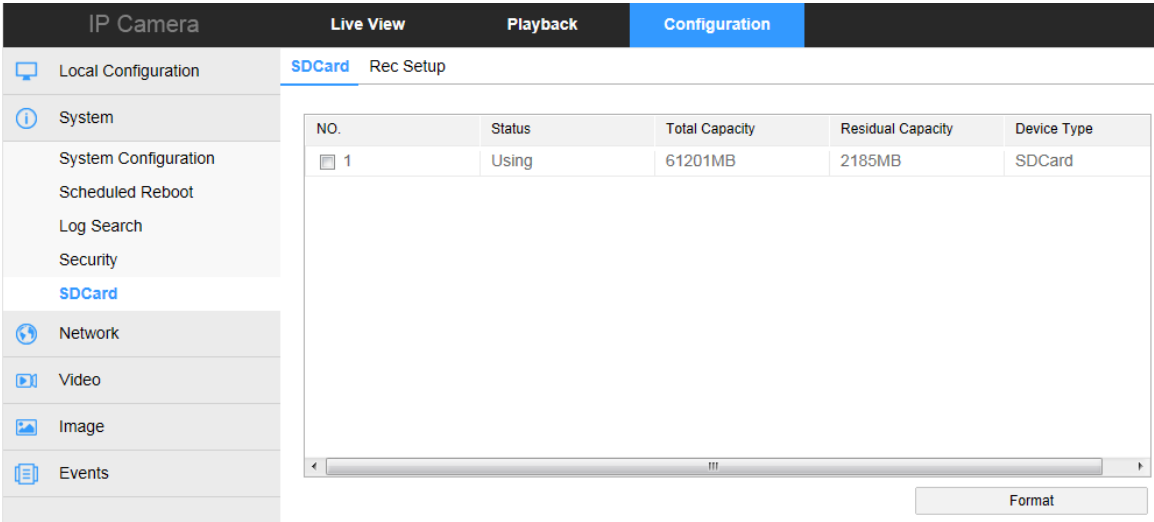 IP Camera Live View Playback Configuration
Local Configuration
System
System Configuration
Scheduled Reboot
Log Search
Security
SDCard
Network
Video
Image
Events
SDCard Rec Setup
NO. Status Total Capacity Residual Capacity Device Type
1 Using 61201MB 2185MB SDCard
Format